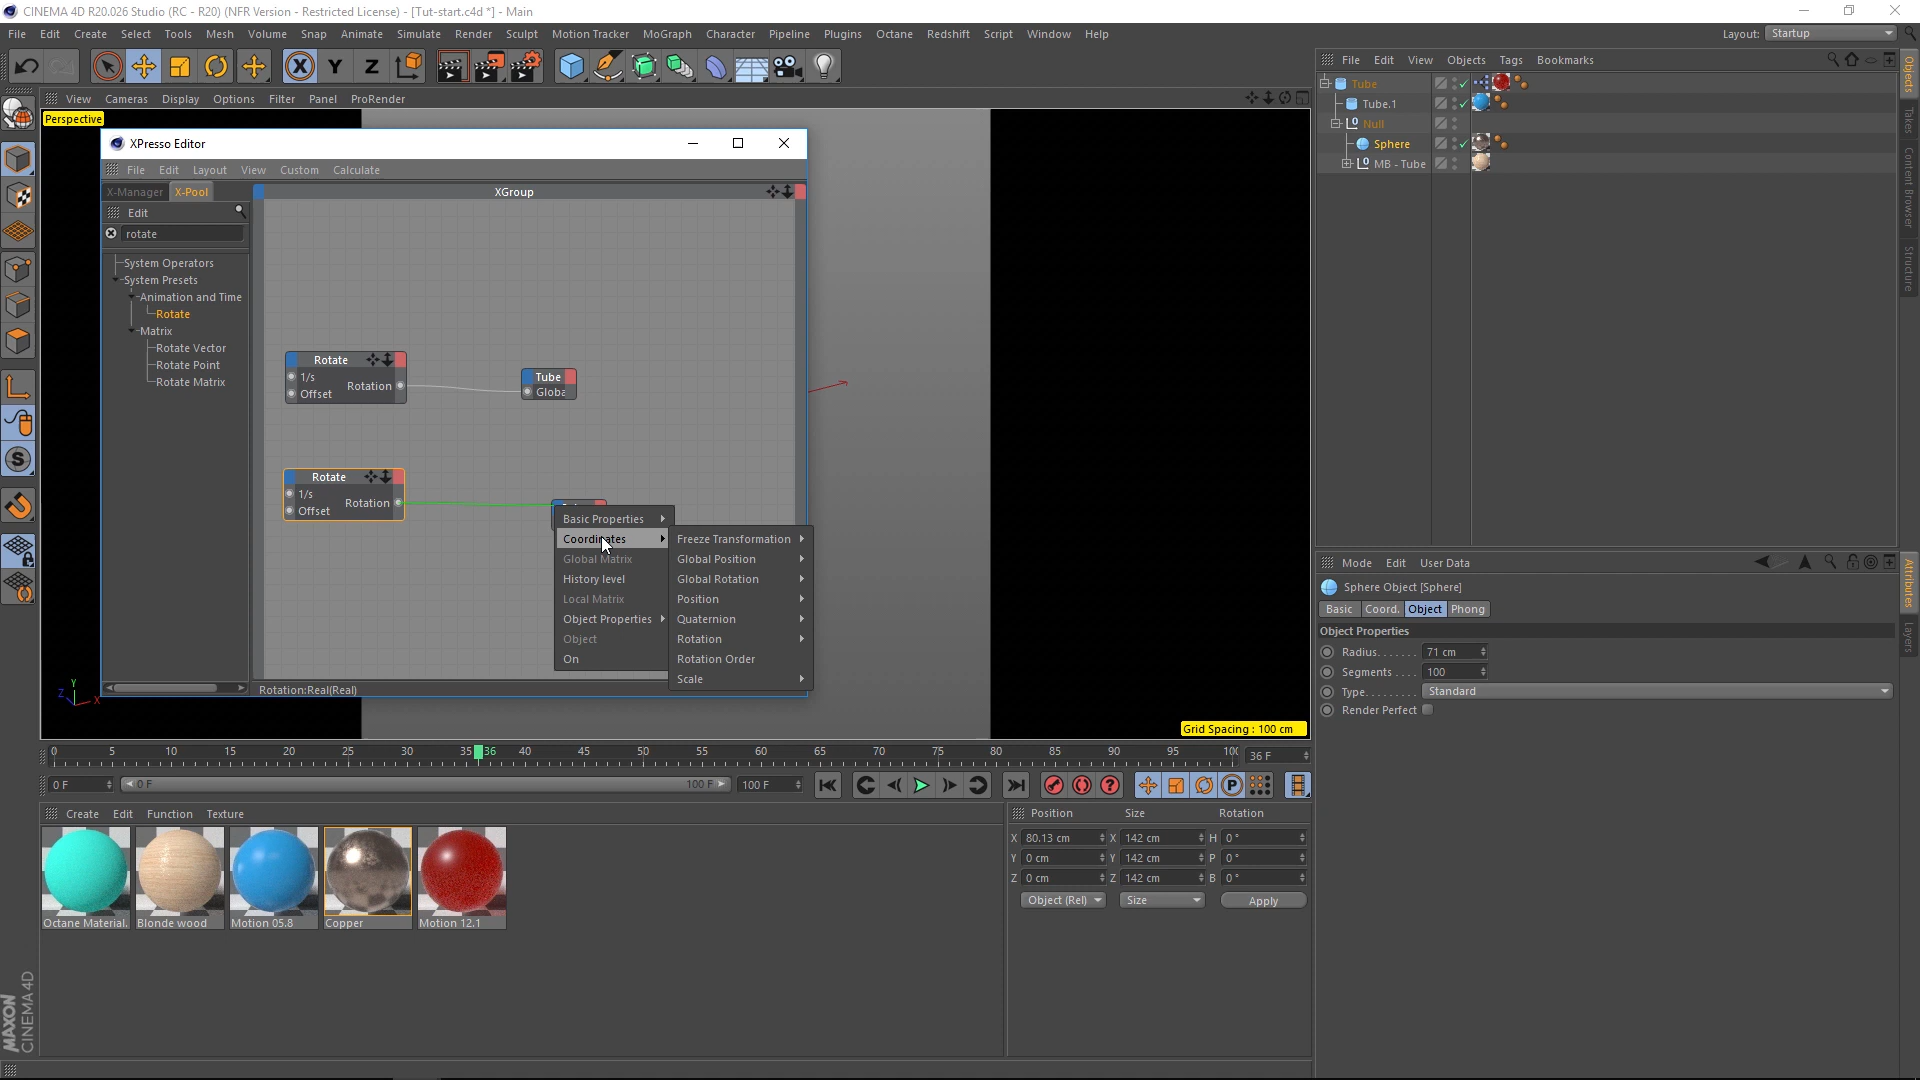 CINEMA 4D R20.026 Studio (RC - R20) (NFR Version - Restricted License) - [Tut-start.c4d *] - Main
File Edit Create Select Tools Mesh Volume Snap Animate Simulate Render Sculpt Motion Tracker MoGraph Character Pipeline Plugins Octane Redshift Script Window Help
Layout: Startup
X Y Z
File Edit View Objects Tags Bookmarks
Tube
Tube.1
Null
Sphere
MB - Tube
Objects
Takes
Content Browser
Structure
View Cameras Display Options Filter Panel ProRender
Perspective
XPresso Editor
File Edit Layout View Custom Calculate
X-Manager X-Pool
XGroup
Edit
rotate
System Operators
System Presets
Animation and Time
Rotate
Matrix
Rotate Vector
Rotate Point
Rotate Matrix
Rotate
1/s
Rotation
Offset
Tube
Globa
Rotate
1/s
Rotation
Offset
Basic Properties
Coordinates
Global Matrix
History level
Local Matrix
Object Properties
Object
On
Freeze Transformation
Global Position
Global Rotation
Position
Quaternion
Rotation
Rotation Order
Scale
Rotation:Real(Real)
Y
Z
X
Grid Spacing : 100 cm
Mode Edit User Data
Sphere Object [Sphere]
Basic Coord. Object Phong
Object Properties
Radius....... 71 cm
Segments.... 100
Type......... Standard
Render Perfect
Attributes
Layers
0 5 10 15 20 25 30 35 36 40 45 50 55 60 65 70 75 80 85 90 95 36 F
0 F 0 F 100 F 100 F
P
Create Edit Function Texture
Octane Material. Blonde wood Motion 05.8 Copper Motion 12.1
Position Size Rotation
X 80.13 cm X 142 cm H 0 °
Y 0 cm Y 142 cm P 0 °
Z 0 cm Z 142 cm B 0 °
Object (Rel) Size Apply
MAXON
CINEMA 4D